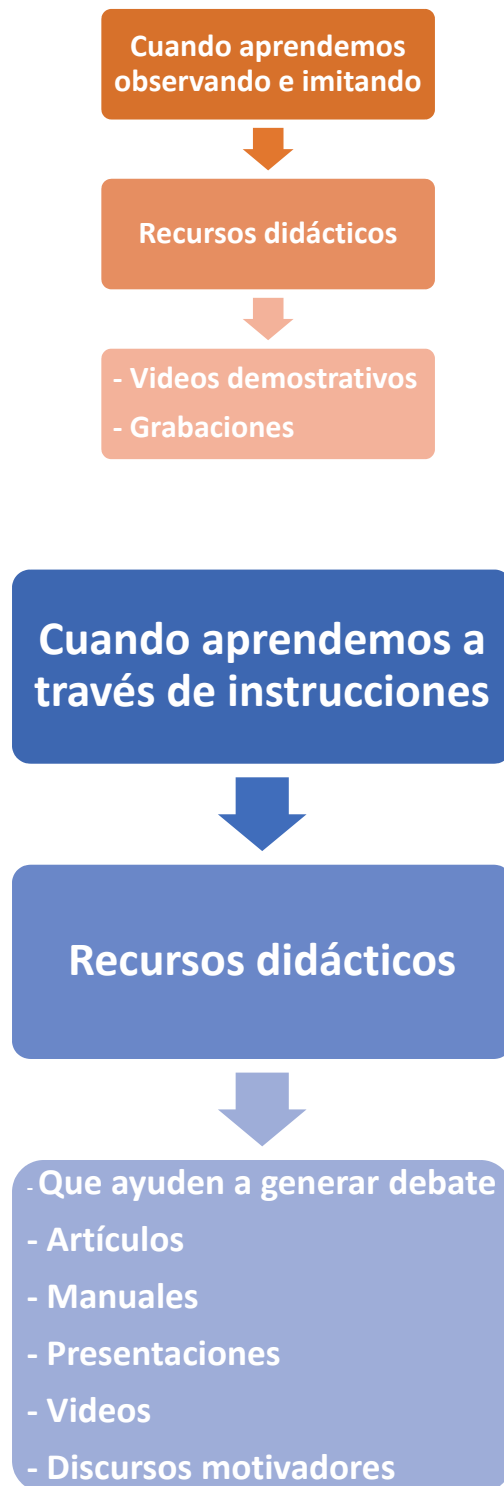 Cuando aprendemos
observando e imitando
Recursos didácticos
- Videos demostrativos
- Grabaciones
Cuando aprendemos a
través de instrucciones
Recursos didácticos
- Que ayuden a generar debate
- Artículos
- Manuales
- Presentaciones
- Videos
- Discursos motivadores